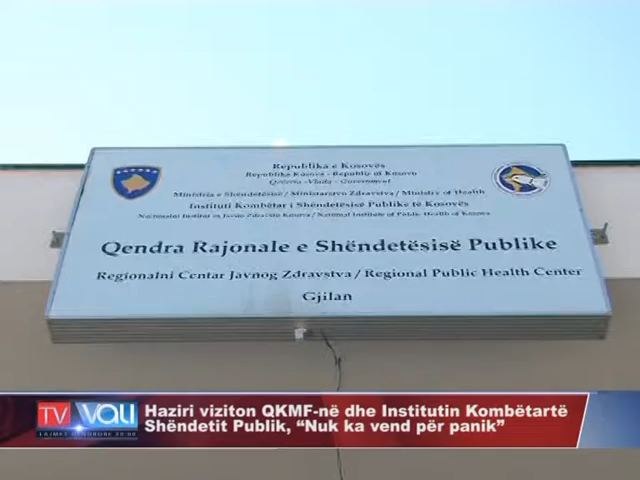 Republika e Kosovës
Republika Kosova - Republic of Kosovo
Qeveria - Vlada - Government
Ministria e Shëndetësisë / Ministarstvo Zdravstva / Ministry of Health
Instituti Kombëtar i Shëndetësisë Publike të Kosovës
Nacionalni Institut za Javno Zdravstvo Kosova / National Institute of Public Health of Kosova
Qendra Rajonale e Shëndetësisë Publike
Regionalni Centar Javnog Zdravstva / Regional Public Health Center
Gjilan
TV VALI
Haziri viziton QKMF-në dhe Institutin Kombëtartë
Shëndetit Publik, “Nuk ka vend për panik”